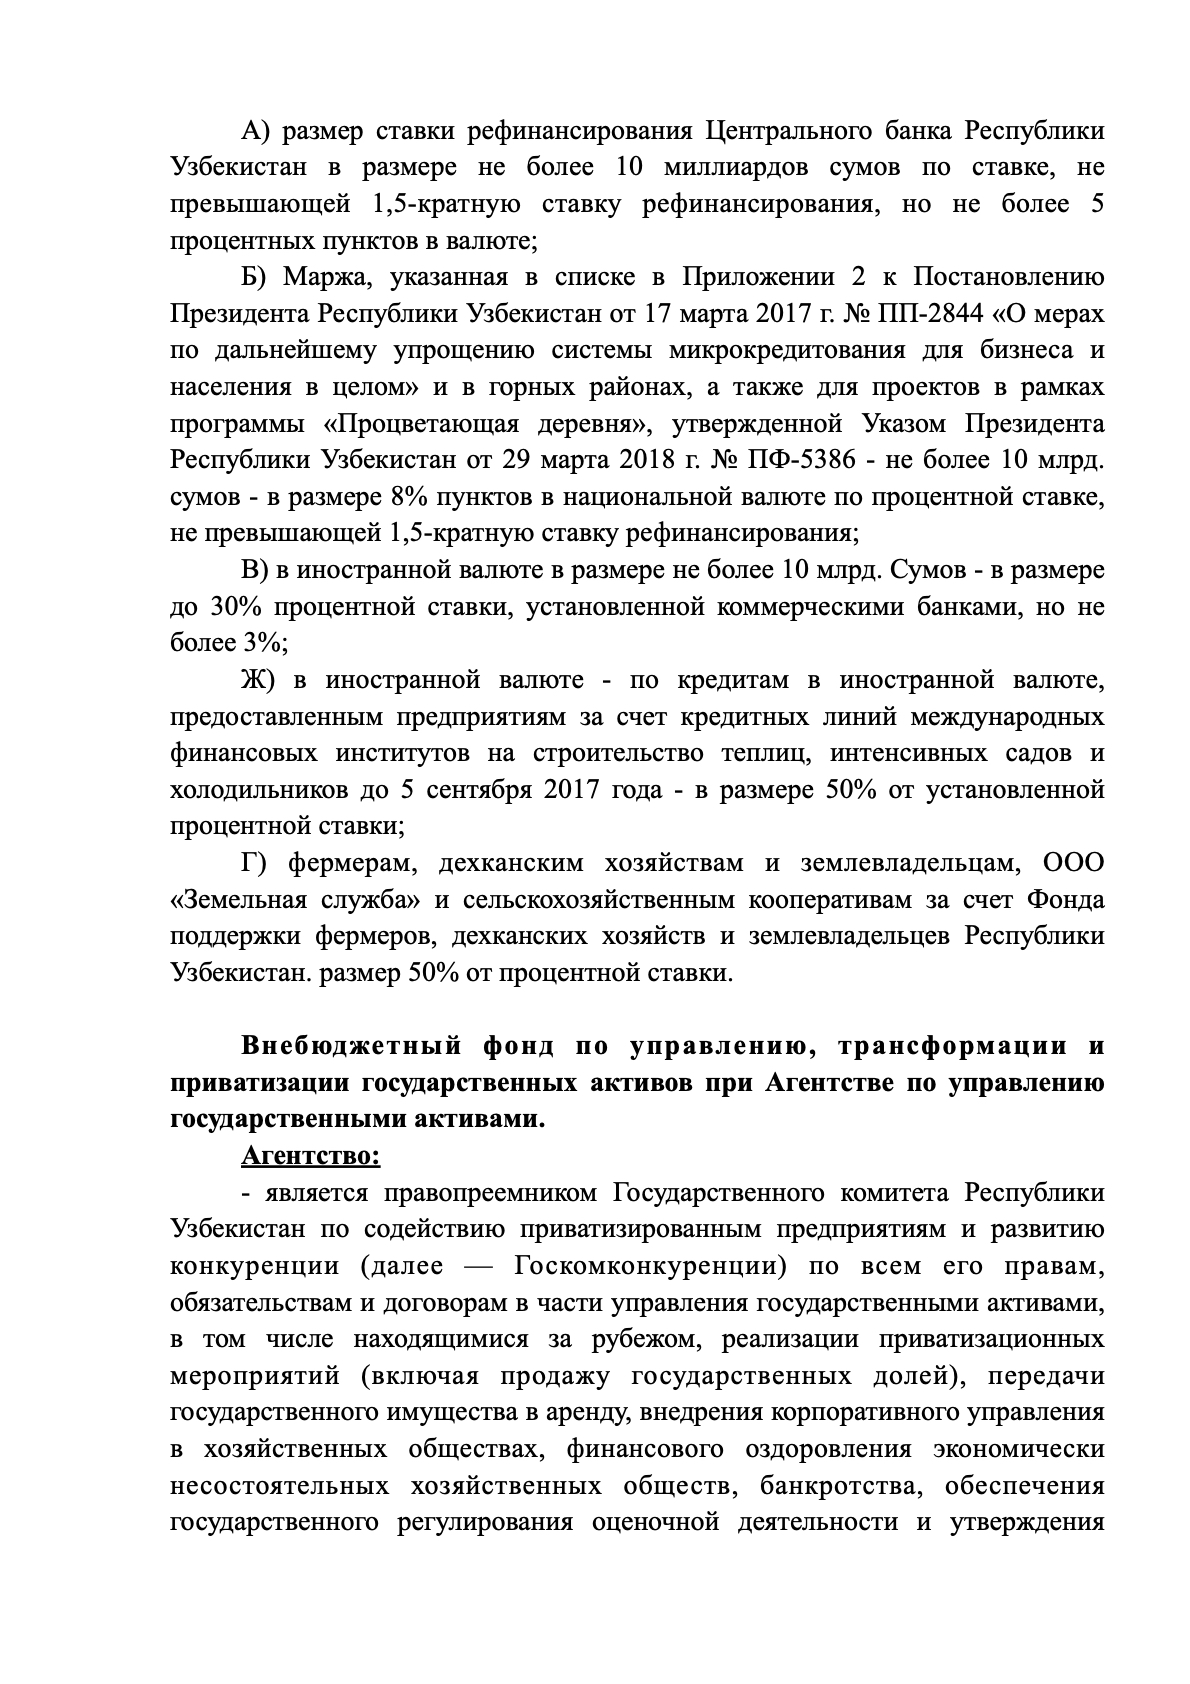 А) размер ставки рефинансирования Центрального банка Республики
Узбекистан в размере не более 10 миллиардов сумов по ставке, не
превышающей 1,5-кратную ставку рефинансирования, но не более 5
процентных пунктов в валюте;
Б) Маржа, указанная в списке в Приложении 2 к Постановлению
Президента Республики Узбекистан от 17 марта 2017 г. № ПП-2844 «О мерах
по дальнейшему упрощению системы микрокредитования для бизнеса и
населения в целом» и в горных районах, а также для проектов в рамках
программы «Процветающая деревня», утвержденной Указом Президента
Республики Узбекистан от 29 марта 2018 г. № ПФ-5386 - не более 10 млрд.
сумов - в размере 8% пунктов в национальной валюте по процентной ставке,
не превышающей 1,5-кратную ставку рефинансирования;
В) в иностранной валюте в размере не более 10 млрд. Сумов - в размере
до 30% процентной ставки, установленной коммерческими банками, но не
более 3%;
Ж) в иностранной валюте - по кредитам в иностранной валюте,
предоставленным предприятиям за счет кредитных линий международных
финансовых институтов на строительство теплиц, интенсивных садов и
холодильников до 5 сентября 2017 года - в размере 50% от установленной
процентной ставки;
Г) фермерам, дехканским хозяйствам и землевладельцам, ООО
«Земельная служба» и сельскохозяйственным кооперативам за счет Фонда
поддержки фермеров, дехканских хозяйств и землевладельцев Республики
Узбекистан. размер 50% от процентной ставки.
Внебюджетный фонд по управлению, трансформации и
приватизации государственных активов при Агентстве по управлению
государственными активами.
Агентство:
- является правопреемником Государственного комитета Республики
Узбекистан по содействию приватизированным предприятиям и развитию
конкуренции (далее — Госкомконкуренции) по всем его правам,
обязательствам и договорам в части управления государственными активами,
в том числе находящимися за рубежом, реализации приватизационных
мероприятий (включая продажу государственных долей), передачи
государственного имущества в аренду, внедрения корпоративного управления
в хозяйственных обществах, финансового оздоровления экономически
несостоятельных хозяйственных обществ, банкротства, обеспечения
государственного регулирования оценочной деятельности и утверждения